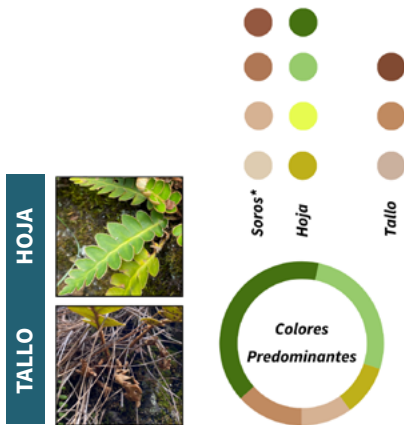 Soros*
Hoja
Tallo
HOJA
TALLO
Colores
Predominantes